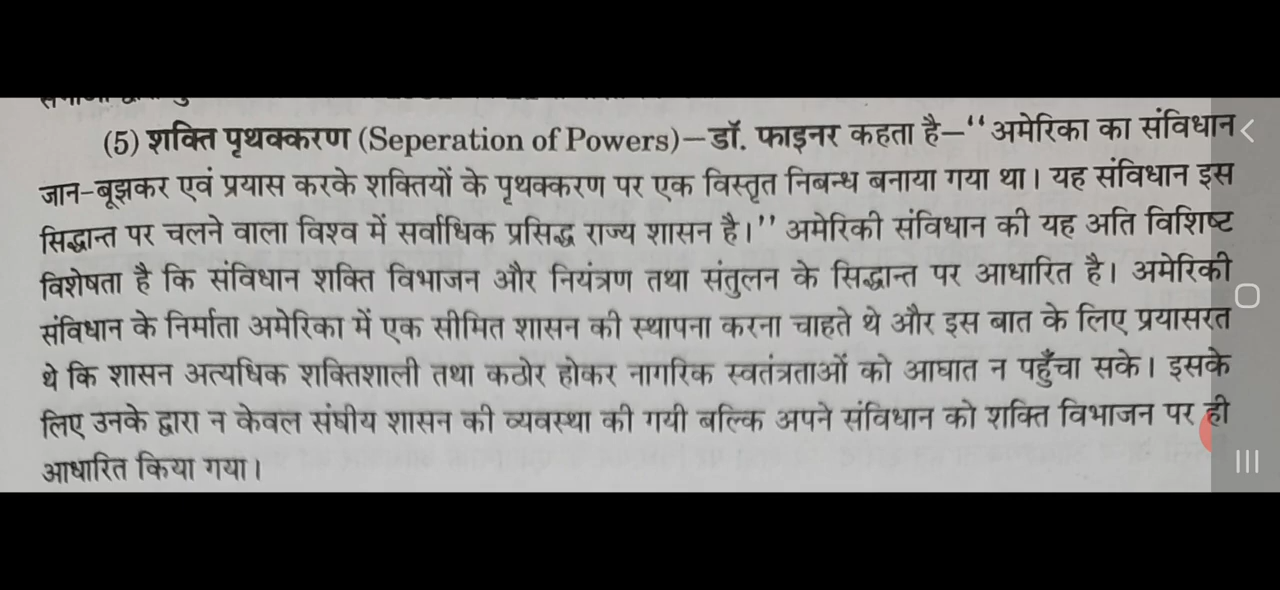 (5) शक्ति पृथक्करण (Seperation of Powers)–डॉ. फाइनर कहता है–‘‘अमेरिका का संविधान
जान-बूझकर एवं प्रयास करके शक्तियों के पृथक्करण पर एक विस्तृत निबन्ध बनाया गया था। यह संविधान इस
सिद्धान्त पर चलने वाला विश्व में सर्वाधिक प्रसिद्ध राज्य शासन है।’’ अमेरिकी संविधान की यह अति विशिष्ट
विशेषता है कि संविधान शक्ति विभाजन और नियंत्रण तथा संतुलन के सिद्धान्त पर आधारित है। अमेरिकी
संविधान के निर्माता अमेरिका में एक सीमित शासन की स्थापना करना चाहते थे और इस बात के लिए प्रयासरत
थे कि शासन अत्यधिक शक्तिशाली तथा कठोर होकर नागरिक स्वतंत्रताओं को आघात न पहुँचा सके। इसके
लिए उनके द्वारा न केवल संघीय शासन की व्यवस्था की गयी बल्कि अपने संविधान को शक्ति विभाजन पर ही
आधारित किया गया।